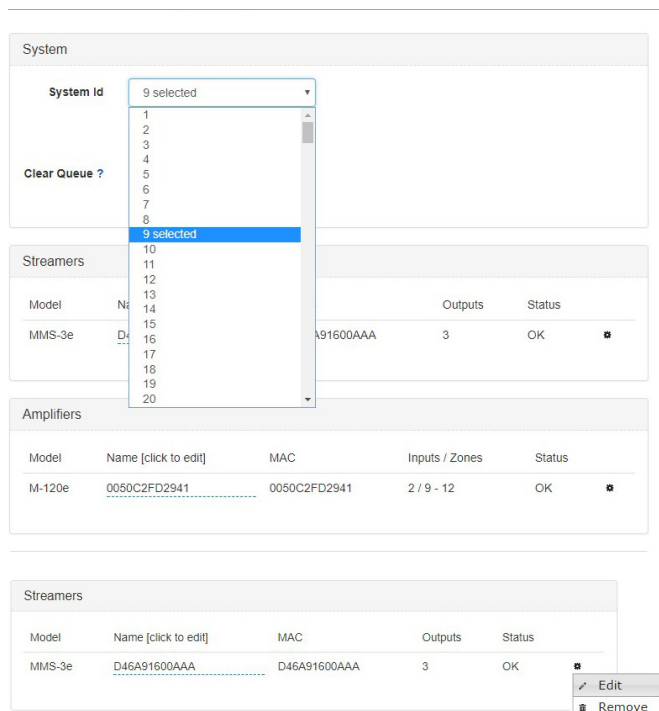 System
System Id 9 selected
1
2
3
4
Clear Queue ? 5
6
7
8
9 selected
10
Streamers 11
12
13
Model Na 14 Outputs Status
15
MMS-3e D4 16 A91600AAA 3 OK
17
18
19
20
Amplifiers
Model Name [click to edit] MAC Inputs / Zones Status
M-120e 0050C2FD2941 0050C2FD2941 2 / 9 - 12 OK
Streamers
Model Name [click to edit] MAC Outputs Status
MMS-3e D46A91600AAA D46A91600AAA 3 OK
Edit
Remove